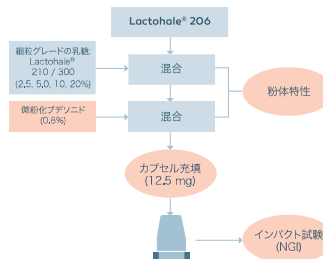 Lactohale® 206
細粒グレードの乳糖:
Lactohale®
210 / 300
(2.5, 5.0, 10, 20%)
混合
粉体特性
微粉化ブデソニド
(0.8%)
混合
カプセル充填
(12.5 mg)
インパクト試験
(NGI)